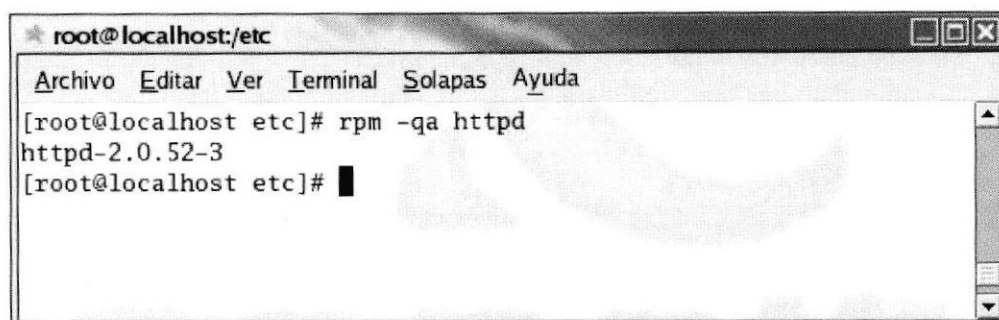 root@localhost:/etc
Archivo Editar Ver Terminal Solapas Ayuda
[root@localhost etc]# rpm -qa httpd
httpd-2.0.52-3
[root@localhost etc]#